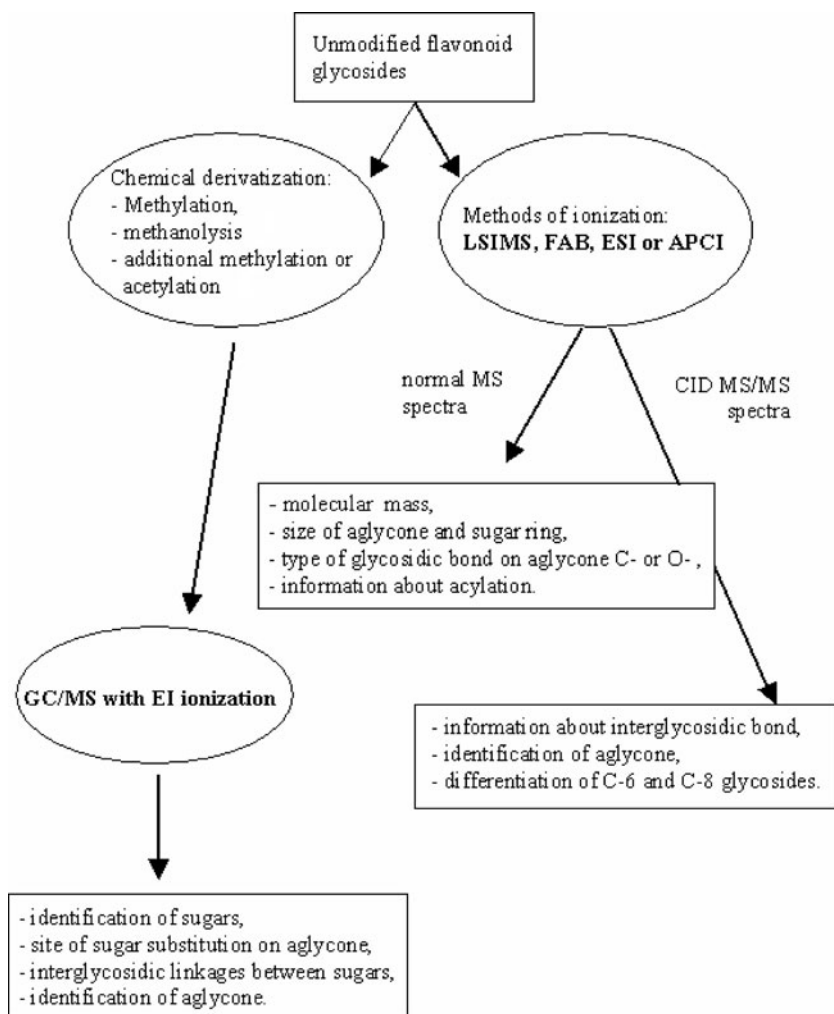 Unmodified flavonoid
glycosides
Chemical derivatization:
- Methylation,
- methanolysis
- additional methylation or
acetylation
Methods of ionization:
LSIMS, FAB, ESI or APCI
normal MS
spectra
CID MS/MS
spectra
- molecular mass,
- size of aglycone and sugar ring,
- type of glycosidic bond on aglycone C- or O- ,
- information about acylation.
GC/MS with EI ionization
- information about interglycosidic bond,
- identification of aglycone,
- differentiation of C-6 and C-8 glycosides.
- identification of sugars,
- site of sugar substitution on aglycone,
- interglycosidic linkages between sugars,
- identification of aglycone.